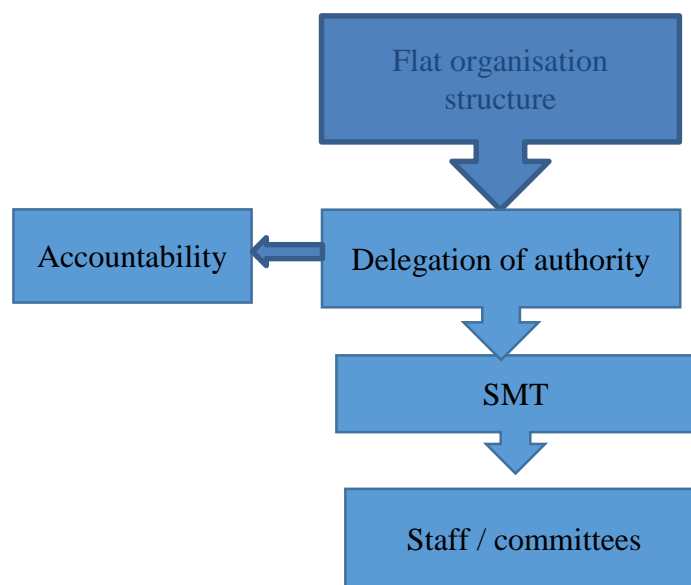 Flat organisation
structure
Accountability
Delegation of authority
SMT
Staff / committees